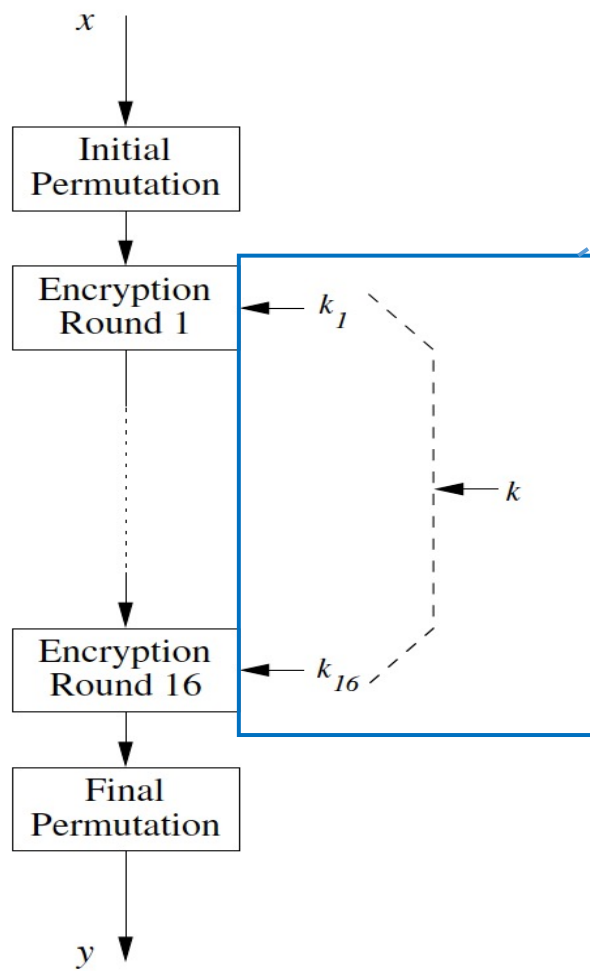 x
Initial
Permutation
Encryption
Round 1
k1
k
Encryption
Round 16
k16
Final
Permutation
y